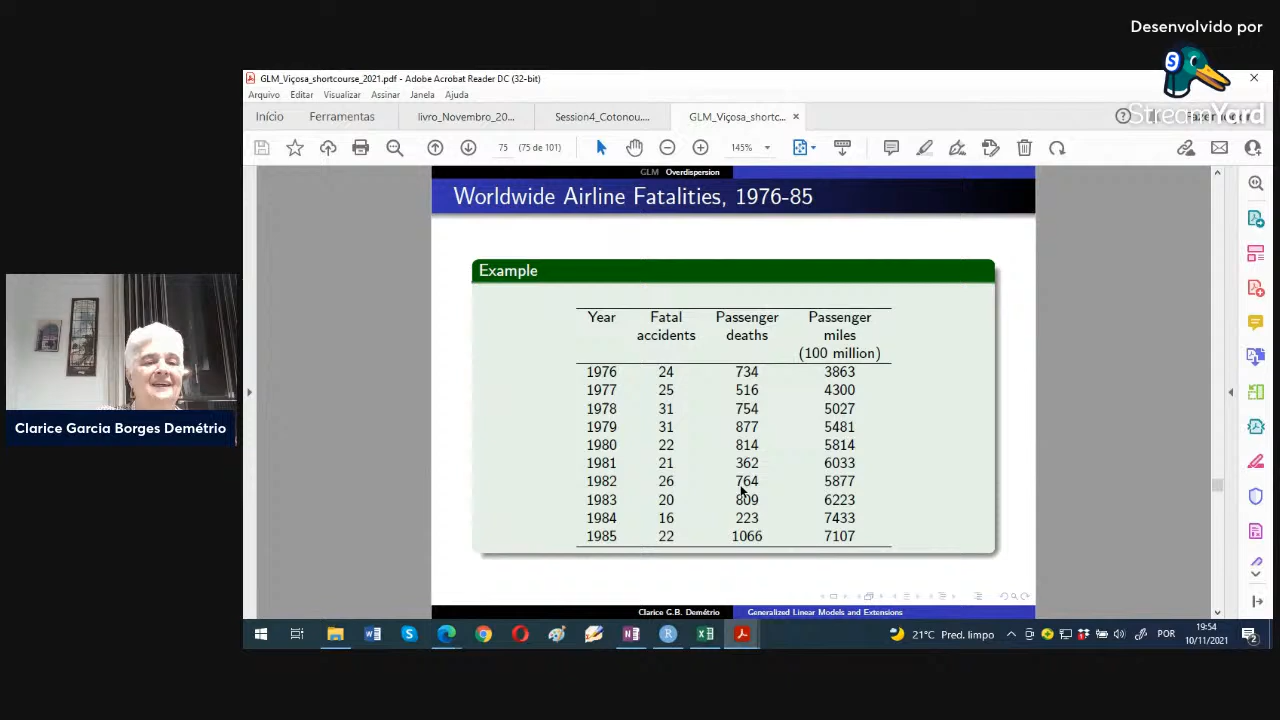 Desenvolvido por
StreamYard
GLM_Viçosa_shortcourse_2021.pdf - Adobe Acrobat Reader DC (32-bit)
Arquivo Editar Visualizar Assinar Janela Ajuda
Início Ferramentas livro_Novembro_20... Session4_Cotonou.... GLM_Viçosa_shortc...
75 (75 de 101) 145%
GLM Overdispersion
Worldwide Airline Fatalities, 1976-85
Example
Year Fatal Passenger Passenger
accidents deaths miles
(100 million)
1976 24 734 3863
1977 25 516 4300
1978 31 754 5027
1979 31 877 5481
1980 22 814 5814
1981 21 362 6033
1982 26 764 5877
1983 20 809 6223
1984 16 223 7433
1985 22 1066 7107
Clarice Garcia Borges Demétrio
Clarice G.B. Demétrio Generalized Linear Models and Extensions
21°C Pred. limpo POR 19:54
10/11/2021
2